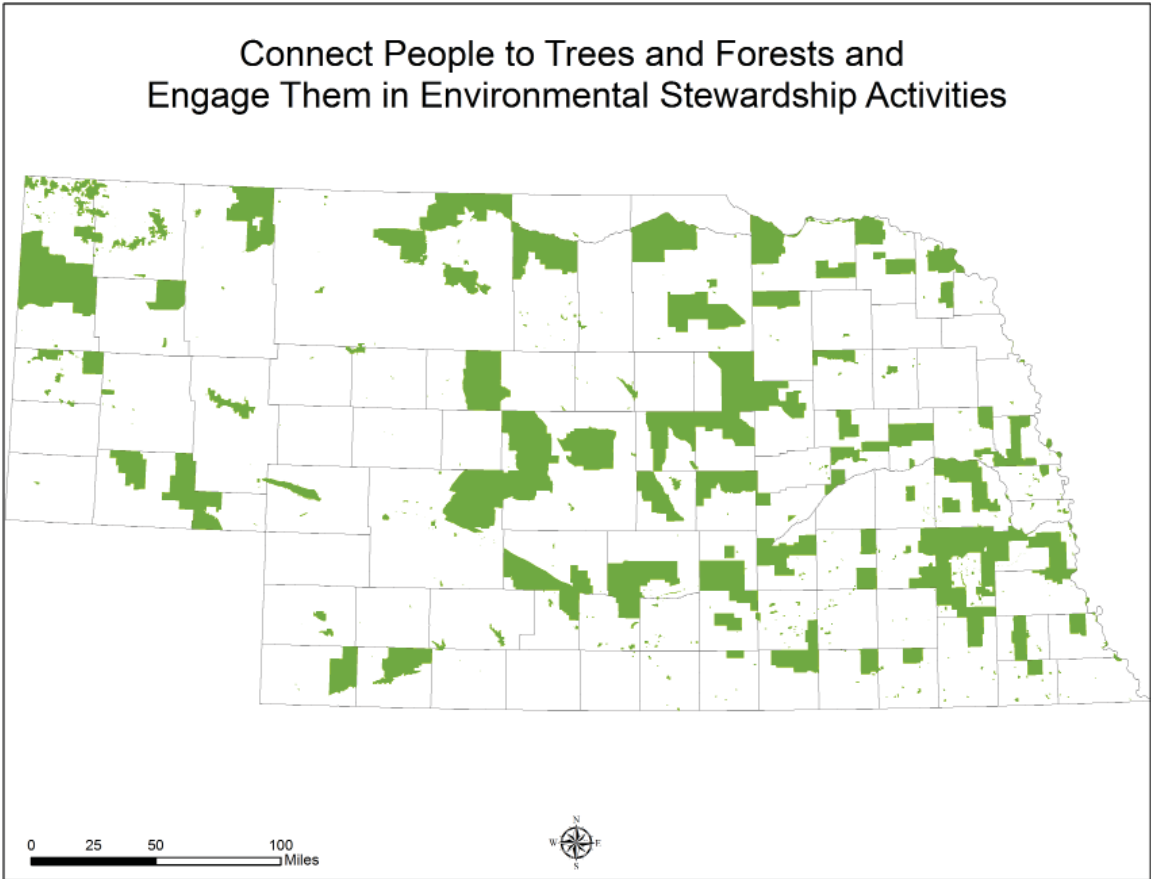 Connect People to Trees and Forests and
Engage Them in Environmental Stewardship Activities
0 25 50 100
Miles
N
W E
S